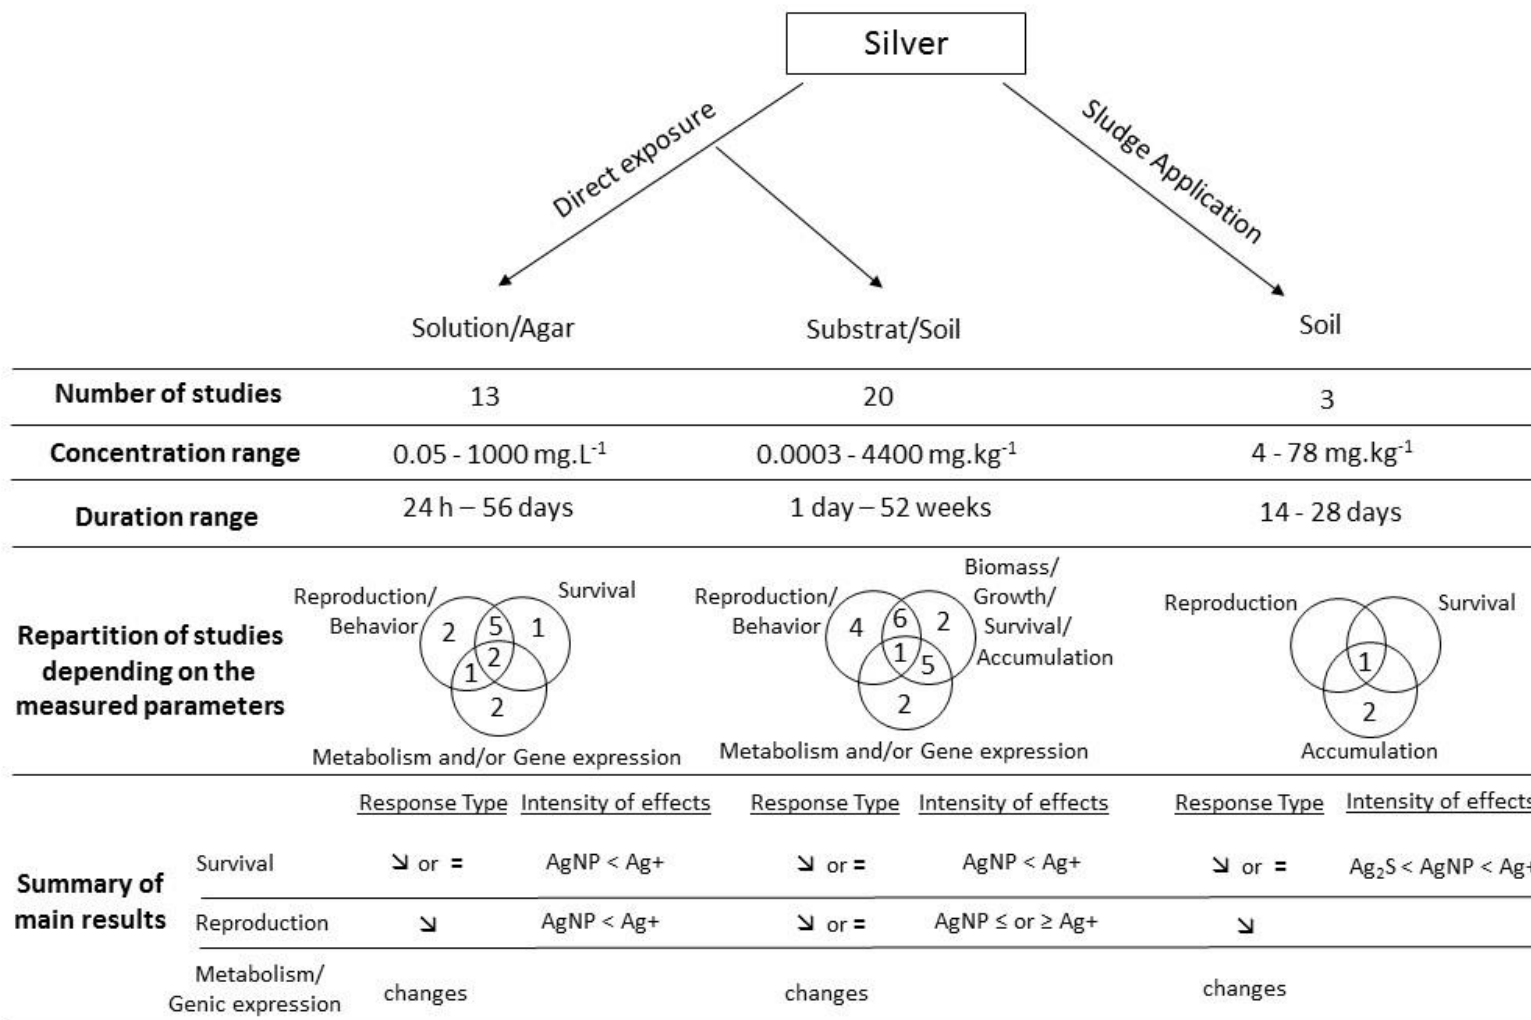 Silver
Direct exposure
Sludge Application
Solution/Agar
Substrat/Soil
Soil
Number of studies
13
20
3
Concentration range
0.05 - 1000 mg.L⁻¹
0.0003 - 4400 mg.kg⁻¹
4 - 78 mg.kg⁻¹
Duration range
24 h – 56 days
1 day – 52 weeks
14 - 28 days
Repartition of studies
depending on the
measured parameters
Reproduction/
Behavior
Survival
2
5
1
2
1
2
Metabolism and/or Gene expression
Reproduction/
Behavior
Biomass/
Growth/
Survival/
Accumulation
4
6
2
1
5
2
Metabolism and/or Gene expression
Reproduction
Survival
1
2
Accumulation
Summary of
main results
Response Type
Intensity of effects
Response Type
Intensity of effects
Response Type
Intensity of effects
Survival
↘ or =
AgNP < Ag+
↘ or =
AgNP < Ag+
↘ or =
Ag₂S < AgNP < Ag+
Reproduction
↘
AgNP < Ag+
↘ or =
AgNP ≤ or ≥ Ag+
↘
Metabolism/
Genic expression
changes
changes
changes